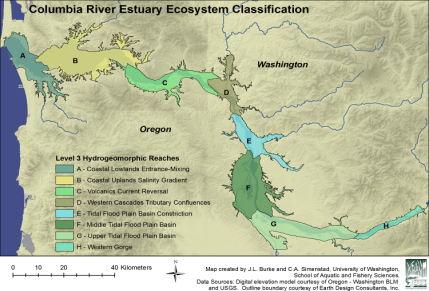 Columbia River Estuary Ecosystem Classification
A
B
C
D
E
F
G
H
Washington
Oregon
Level 3 Hydrogeomorphic Reaches
A - Coastal Lowlands Entrance-Mixing
B - Coastal Uplands Salinity Gradient
C - Volcanics Current Reversal
D - Western Cascades Tributary Confluences
E - Tidal Flood Plain Basin Constriction
F - Middle Tidal Flood Plain Basin
G - Upper Tidal Flood Plain Basin
H - Western Gorge
0 5 10 20 30 40 Kilometers
N
Map created by J.L. Burke and C.A. Simenstad, University of Washington,
School of Aquatic and Fishery Sciences.
Data Sources: Digital elevation model courtesy of Oregon - Washington BLM
and USGS. Outline boundary courtesy of Earth Design Consultants, Inc.